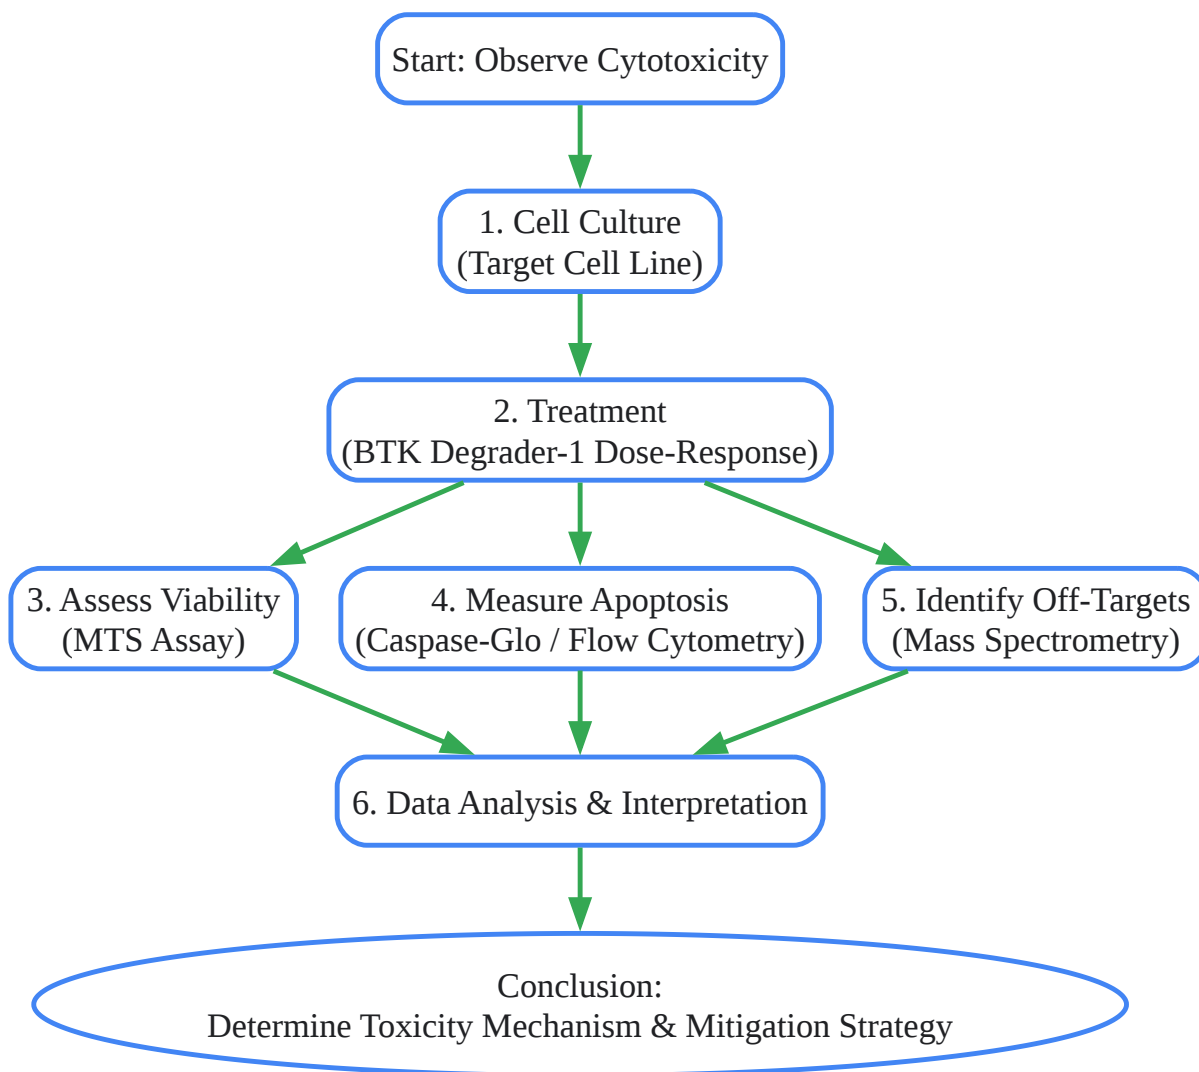 Start: Observe Cytotoxicity
1. Cell Culture
(Target Cell Line)
2. Treatment
(BTK Degrader-1 Dose-Response)
3. Assess Viability
(MTS Assay)
4. Measure Apoptosis
(Caspase-Glo / Flow Cytometry)
5. Identify Off-Targets
(Mass Spectrometry)
6. Data Analysis & Interpretation
Conclusion:
Determine Toxicity Mechanism & Mitigation Strategy